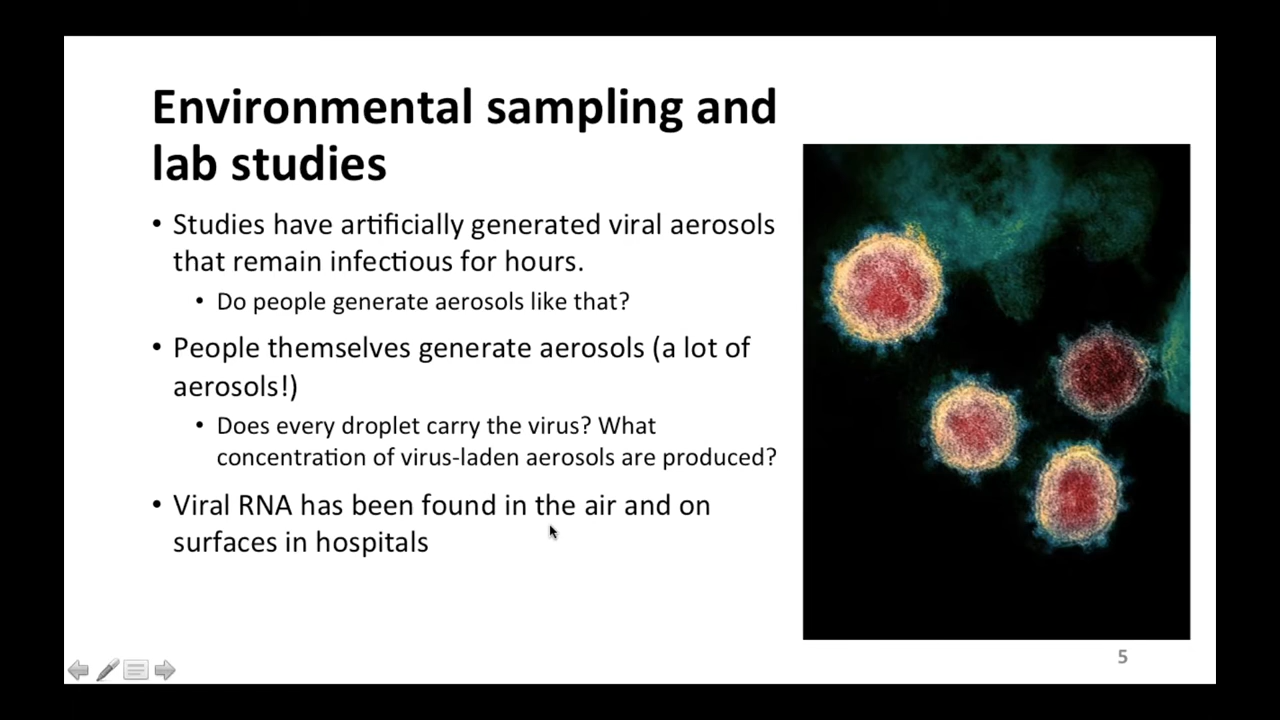 Environmental sampling and
lab studies
• Studies have artificially generated viral aerosols
that remain infectious for hours.
• Do people generate aerosols like that?
• People themselves generate aerosols (a lot of
aerosols!)
• Does every droplet carry the virus? What
concentration of virus-laden aerosols are produced?
• Viral RNA has been found in the air and on
surfaces in hospitals
5